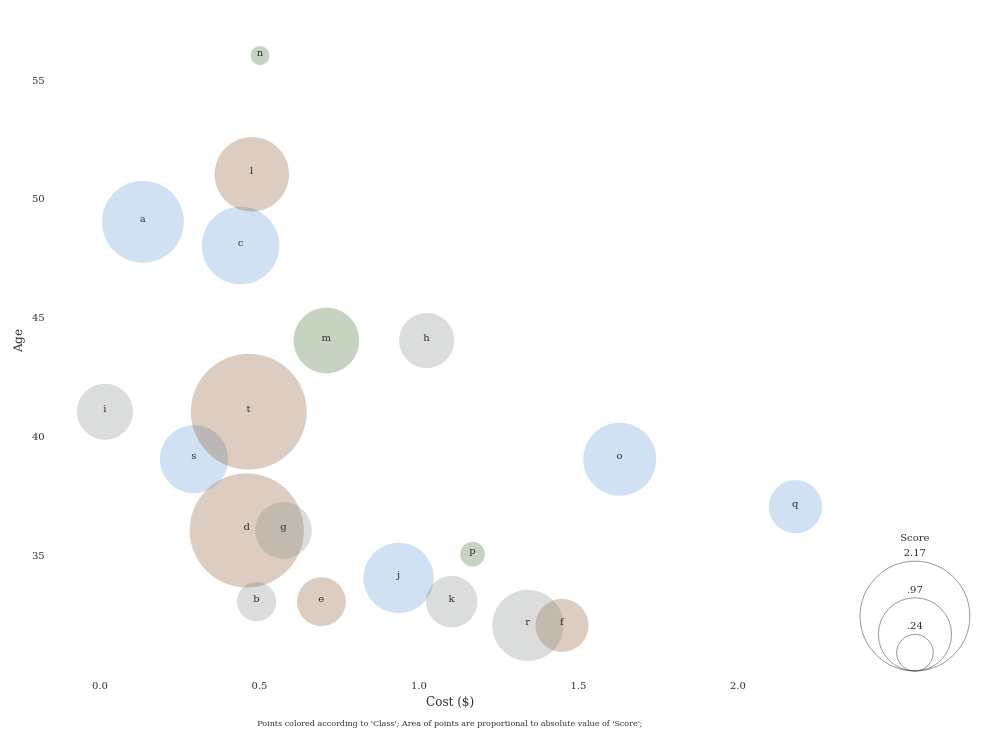 n
55
l
50
a
c
45
m
h
Age
t
i
40
s
o
q
d
g
Score
2.17
p
35
j
.97
b
e
k
r
f
.24
0.0
0.5
1.0
1.5
2.0
Cost ($)
Points colored according to 'Class'; Area of points are proportional to absolute value of 'Score';